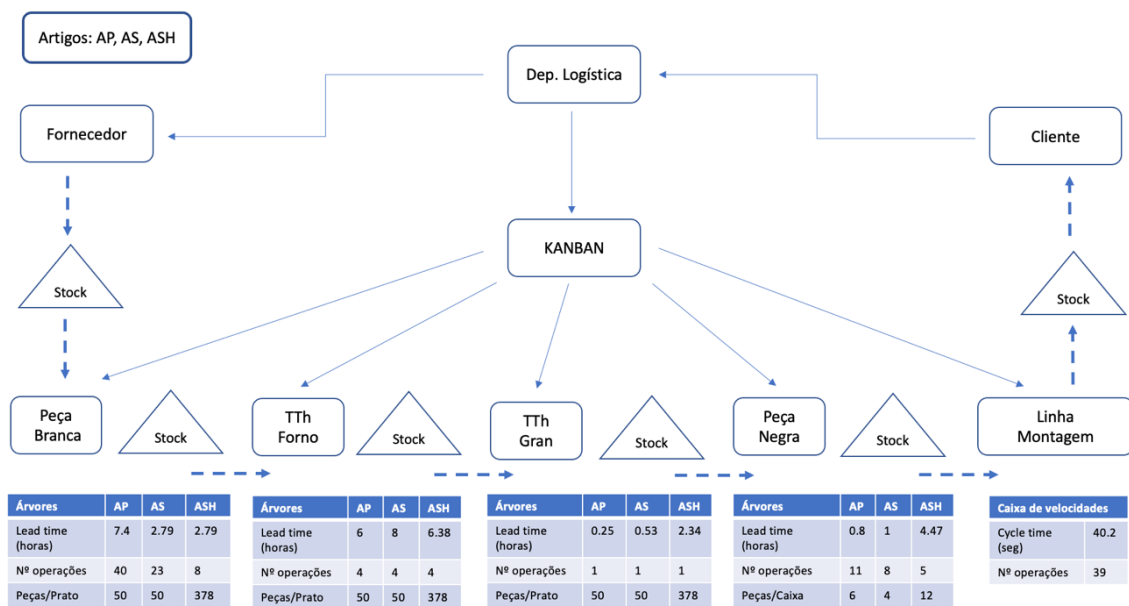 Artigos: AP, AS, ASH
Dep. Logística
Fornecedor
Cliente
KANBAN
Stock
Stock
Peça
Branca
Stock
TTh
Forno
Stock
TTh
Gran
Stock
Peça
Negra
Stock
Linha
Montagem
Árvores AP AS ASH
Lead time
(horas) 7.4 2.79 2.79
Nº operações 40 23 8
Peças/Prato 50 50 378
Árvores AP AS ASH
Lead time
(horas) 6 8 6.38
Nº operações 4 4 4
Peças/Prato 50 50 378
Árvores AP AS ASH
Lead time
(horas) 0.25 0.53 2.34
Nº operações 1 1 1
Peças/Prato 50 50 378
Árvores AP AS ASH
Lead time
(horas) 0.8 1 4.47
Nº operações 11 8 5
Peças/Caixa 6 4 12
Caixa de velocidades
Cycle time
(seg) 40.2
Nº operações 39